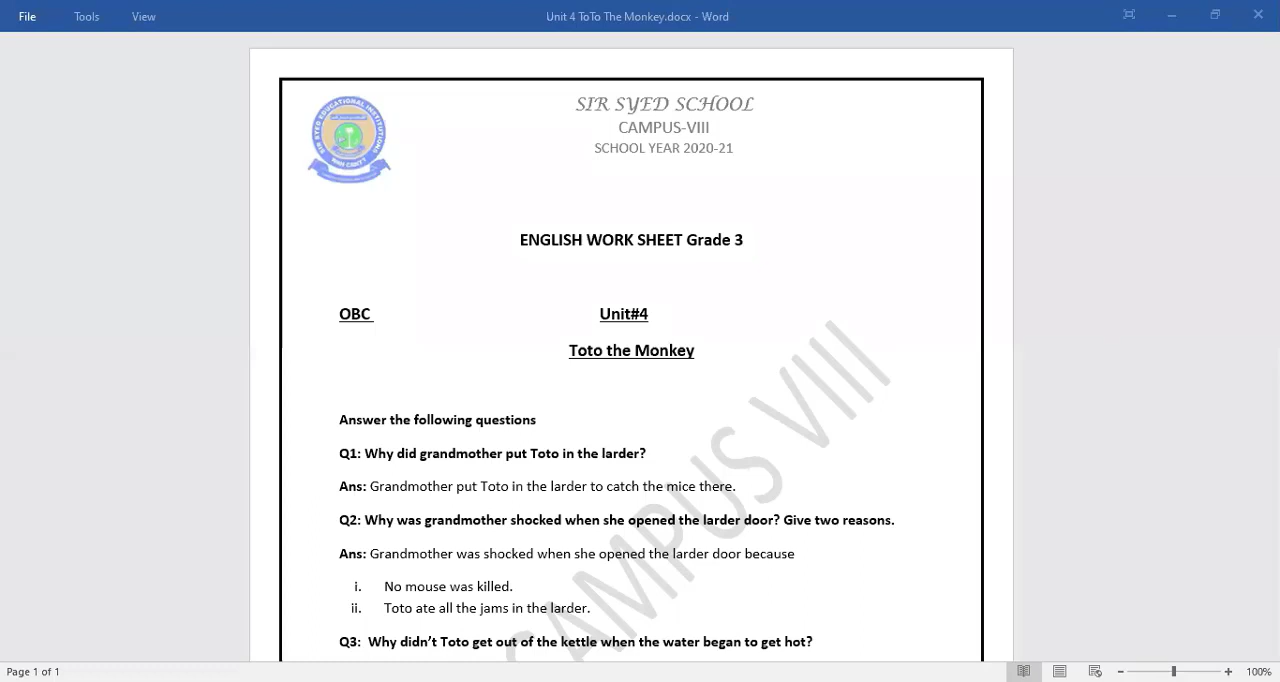 File Tools View Unit 4 ToTo The Monkey.docx - Word
SIR SYED EDUCATIONAL INSTITUTIONS
WAH CANTT
SIR SYED SCHOOL
CAMPUS-VIII
SCHOOL YEAR 2020-21
ENGLISH WORK SHEET Grade 3
OBC Unit#4
Toto the Monkey
Answer the following questions
Q1: Why did grandmother put Toto in the larder?
Ans: Grandmother put Toto in the larder to catch the mice there.
Q2: Why was grandmother shocked when she opened the larder door? Give two reasons.
Ans: Grandmother was shocked when she opened the larder door because
i. No mouse was killed.
ii. Toto ate all the jams in the larder.
Q3: Why didn't Toto get out of the kettle when the water began to get hot?
CAMPUS VIII
Page 1 of 1 100%